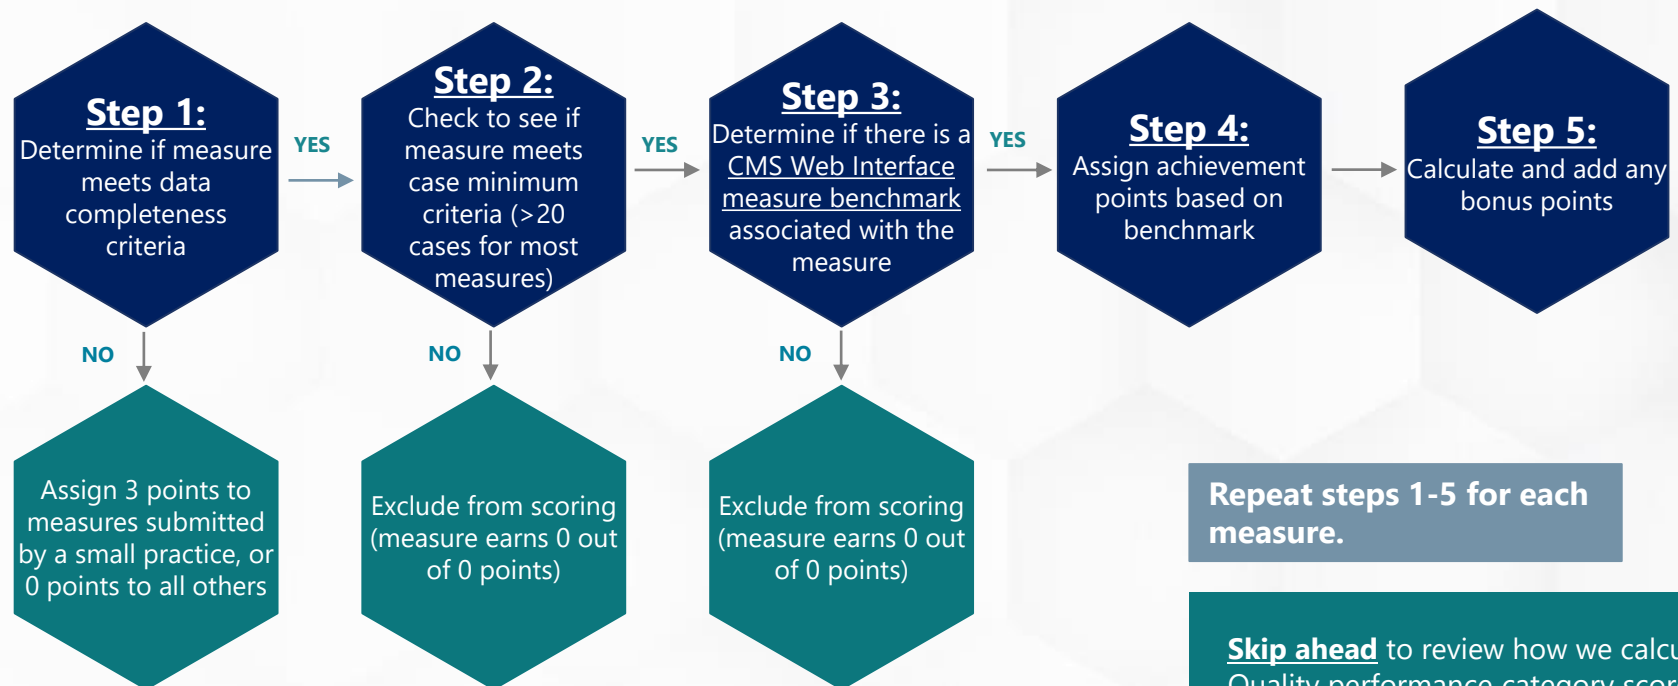 Step 1:
Determine if measure
meets data
completeness
criteria
YES
Step 2:
Check to see if
measure meets
case minimum
criteria (>20
cases for most
measures)
YES
Step 3:
Determine if there is a
CMS Web Interface
measure benchmark
associated with the
measure
YES
Step 4:
Assign achievement
points based on
benchmark
Step 5:
Calculate and add any
bonus points
NO
NO
NO
Assign 3 points to
measures submitted
by a small practice, or
0 points to all others
Exclude from scoring
(measure earns 0 out
of 0 points)
Exclude from scoring
(measure earns 0 out
of 0 points)
Repeat steps 1-5 for each
measure.
Skip ahead to review how we calcu
Quality performance category scor